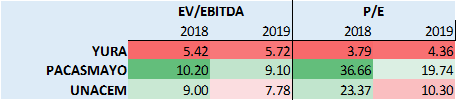 EV/EBITDA P/E
2018 2019 2018 2019
YURA 5.42 5.72 3.79 4.36
PACASMAYO 10.20 9.10 36.66 19.74
UNACEM 9.00 7.78 23.37 10.30